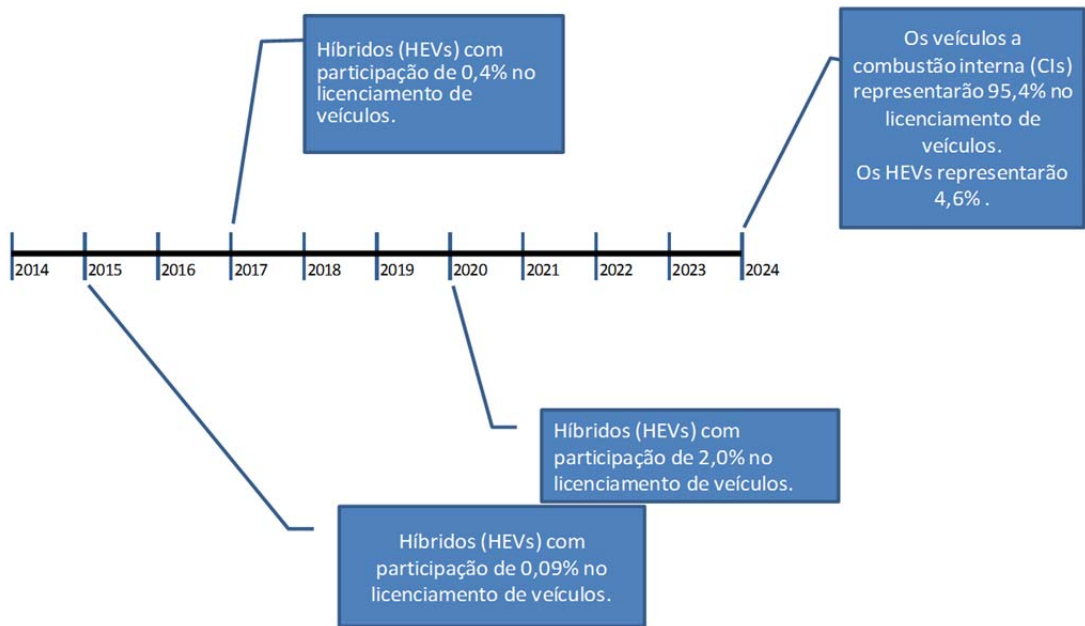 Híbridos (HEVs) com
participação de 0,4% no
licenciamento de
veículos.
Os veículos a
combustão interna (CIs)
representarão 95,4% no
licenciamento de
veículos.
Os HEVs representarão
4,6% .
2014 2015 2016 2017 2018 2019 2020 2021 2022 2023 2024
Híbridos (HEVs) com
participação de 2,0% no
licenciamento de veículos.
Híbridos (HEVs) com
participação de 0,09% no
licenciamento de veículos.